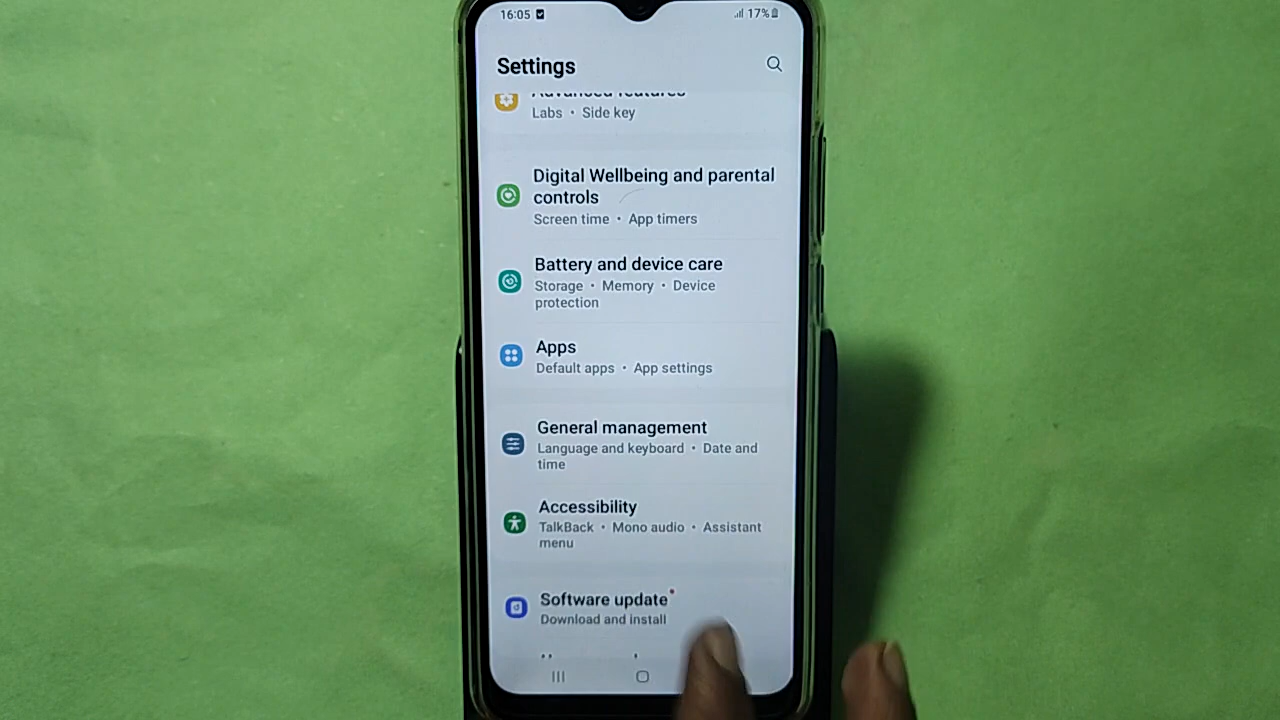 16:05
17%
Settings
Advanced features
Labs • Side key
Digital Wellbeing and parental
controls
Screen time • App timers
Battery and device care
Storage • Memory • Device
protection
Apps
Default apps • App settings
General management
Language and keyboard • Date and
time
Accessibility
TalkBack • Mono audio • Assistant
menu
Software update
Download and install